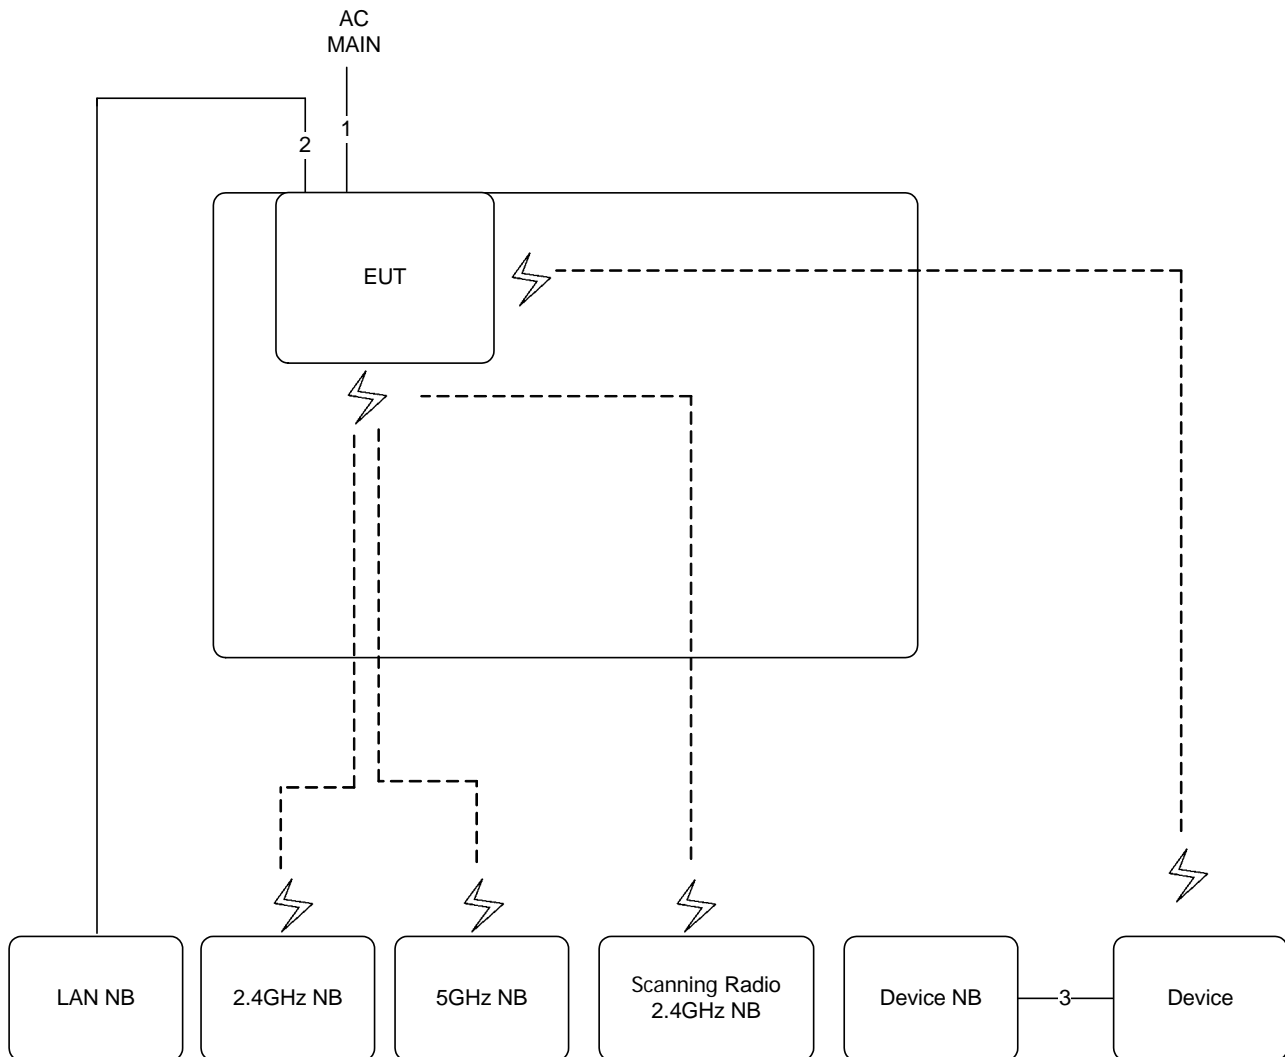 AC
MAIN
1
2
EUT
LAN NB
2.4GHz NB
5GHz NB
Scanning Radio
2.4GHz NB
Device NB
3
Device